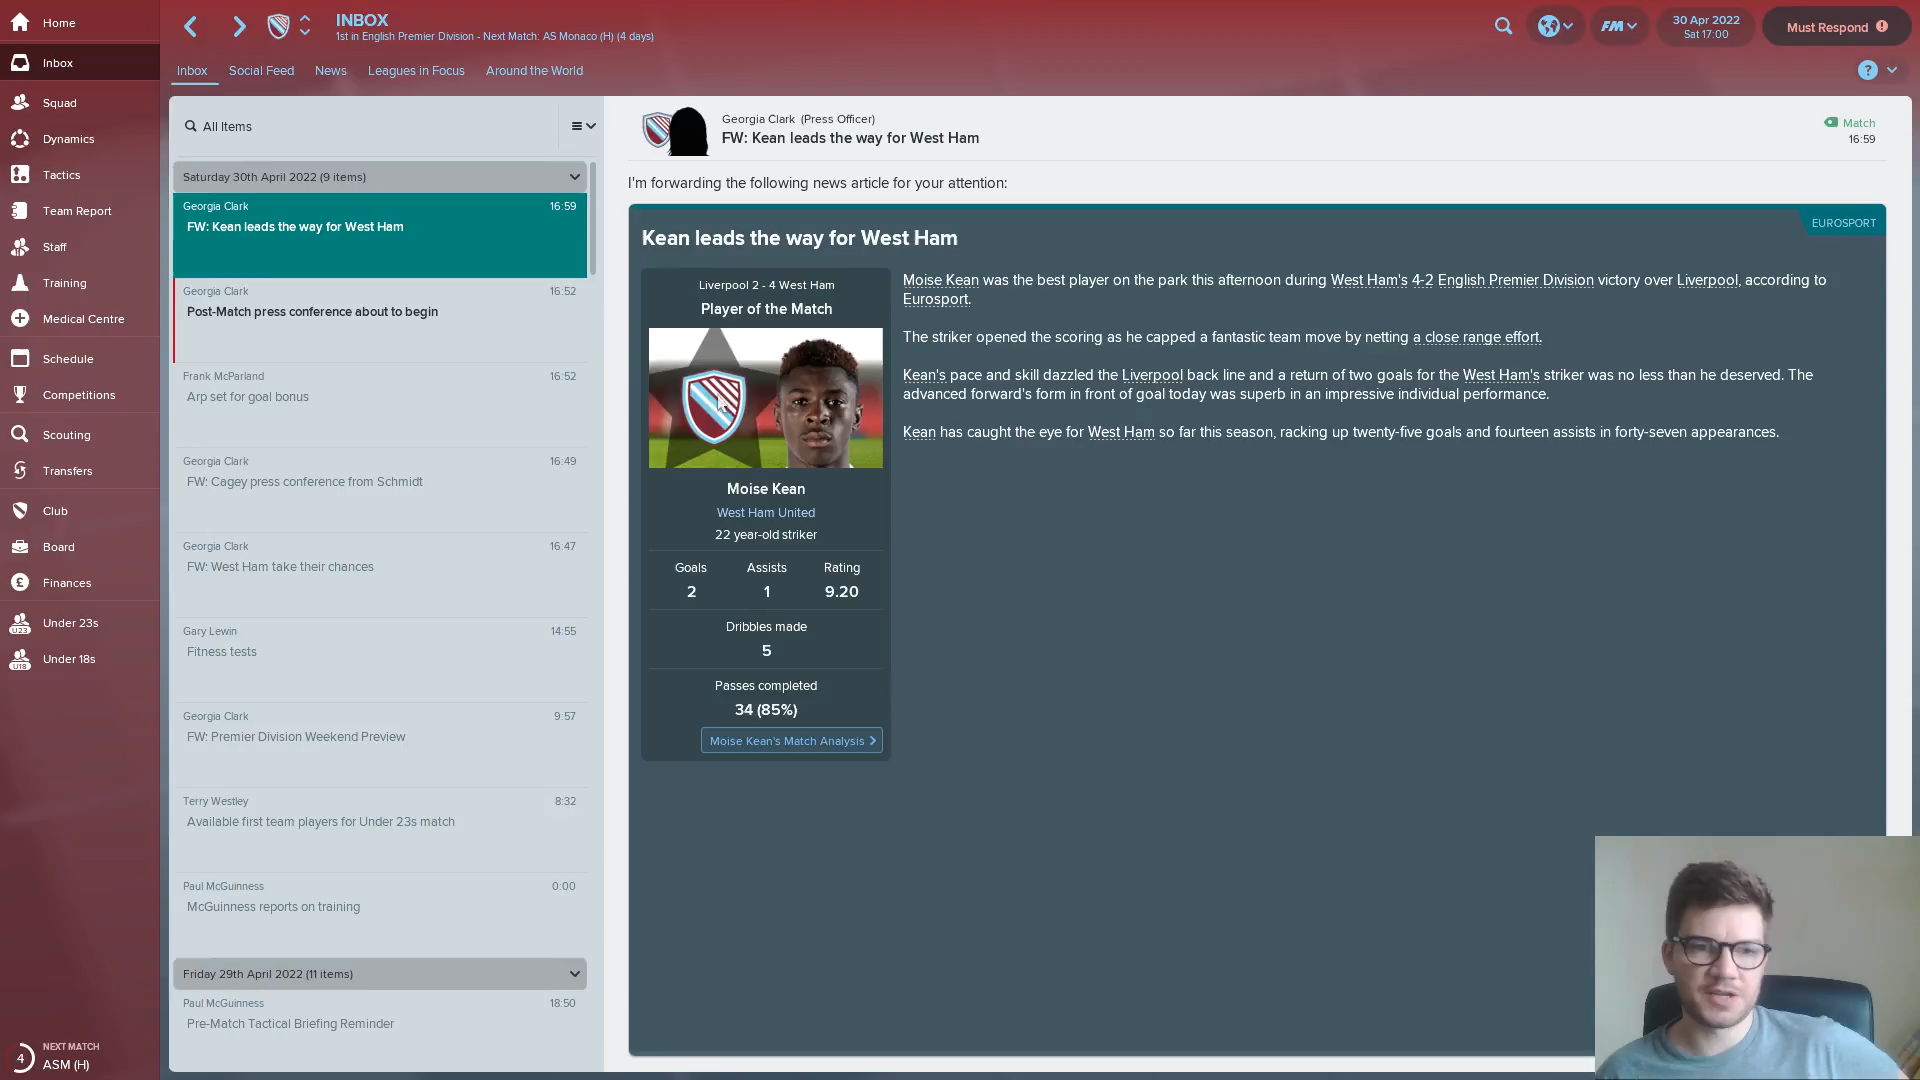 Home
Inbox
Squad
Dynamics
Tactics
Team Report
Staff
Training
Medical Centre
Schedule
Competitions
Scouting
Transfers
Club
Board
Finances
U23
Under 23s
U18
Under 18s
4
NEXT MATCH
ASM (H)
INBOX
1st in English Premier Division - Next Match: AS Monaco (H) (4 days)
FM
30 Apr 2022
Sat 17:00
Must Respond
Inbox
Social Feed
News
Leagues in Focus
Around the World
?
All Items
Saturday 30th April 2022 (9 items)
Georgia Clark 16:59
FW: Kean leads the way for West Ham
Georgia Clark 16:52
Post-Match press conference about to begin
Frank McParland 16:52
Arp set for goal bonus
Georgia Clark 16:49
FW: Cagey press conference from Schmidt
Georgia Clark 16:47
FW: West Ham take their chances
Gary Lewin 14:55
Fitness tests
Georgia Clark 9:57
FW: Premier Division Weekend Preview
Terry Westley 8:32
Available first team players for Under 23s match
Paul McGuinness 0:00
McGuinness reports on training
Friday 29th April 2022 (11 items)
Paul McGuinness 18:50
Pre-Match Tactical Briefing Reminder
Georgia Clark (Press Officer)
FW: Kean leads the way for West Ham
Match
16:59
I'm forwarding the following news article for your attention:
EUROSPORT
Kean leads the way for West Ham
Liverpool 2 - 4 West Ham
Player of the Match
Moise Kean
West Ham United
22 year-old striker
Goals Assists Rating
2 1 9.20
Dribbles made
5
Passes completed
34 (85%)
Moise Kean's Match Analysis
Moise Kean was the best player on the park this afternoon during West Ham's 4-2 English Premier Division victory over Liverpool, according to
Eurosport.
The striker opened the scoring as he capped a fantastic team move by netting a close range effort.
Kean's pace and skill dazzled the Liverpool back line and a return of two goals for the West Ham's striker was no less than he deserved. The
advanced forward's form in front of goal today was superb in an impressive individual performance.
Kean has caught the eye for West Ham so far this season, racking up twenty-five goals and fourteen assists in forty-seven appearances.